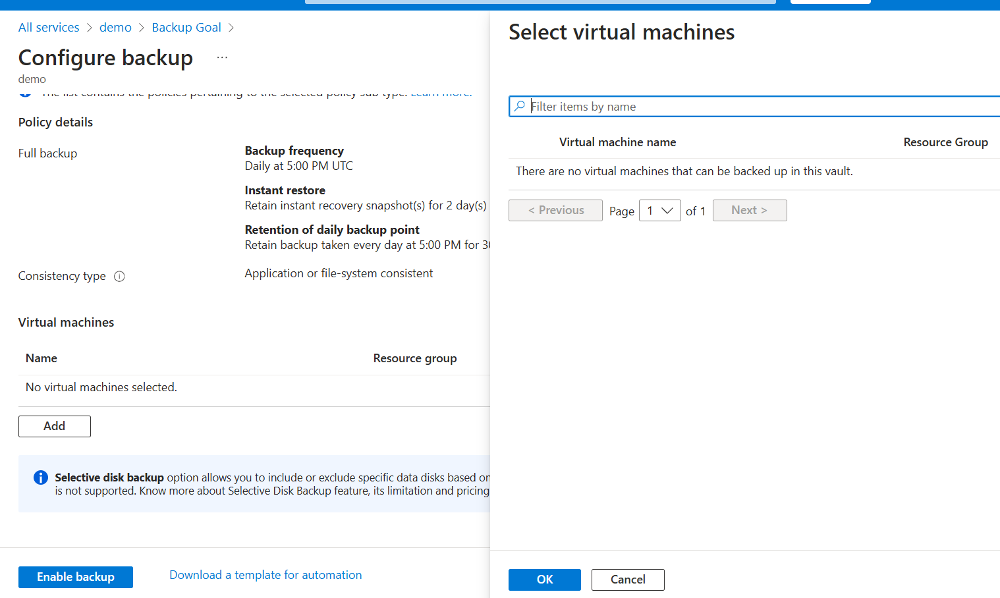 All services > demo > Backup Goal >
Configure backup ...
demo
The list contains the policies pertaining to the selected policy sub type. Learn more.
Policy details
Full backup
Backup frequency
Daily at 5:00 PM UTC
Instant restore
Retain instant recovery snapshot(s) for 2 day(s)
Retention of daily backup point
Retain backup taken every day at 5:00 PM for 30
Consistency type
Application or file-system consistent
Virtual machines
Name Resource group
No virtual machines selected.
Add
Selective disk backup option allows you to include or exclude specific data disks based on
is not supported. Know more about Selective Disk Backup feature, its limitation and pricing
Enable backup Download a template for automation
Select virtual machines
Filter items by name
Virtual machine name Resource Group
There are no virtual machines that can be backed up in this vault.
< Previous Page 1 of 1 Next >
OK Cancel